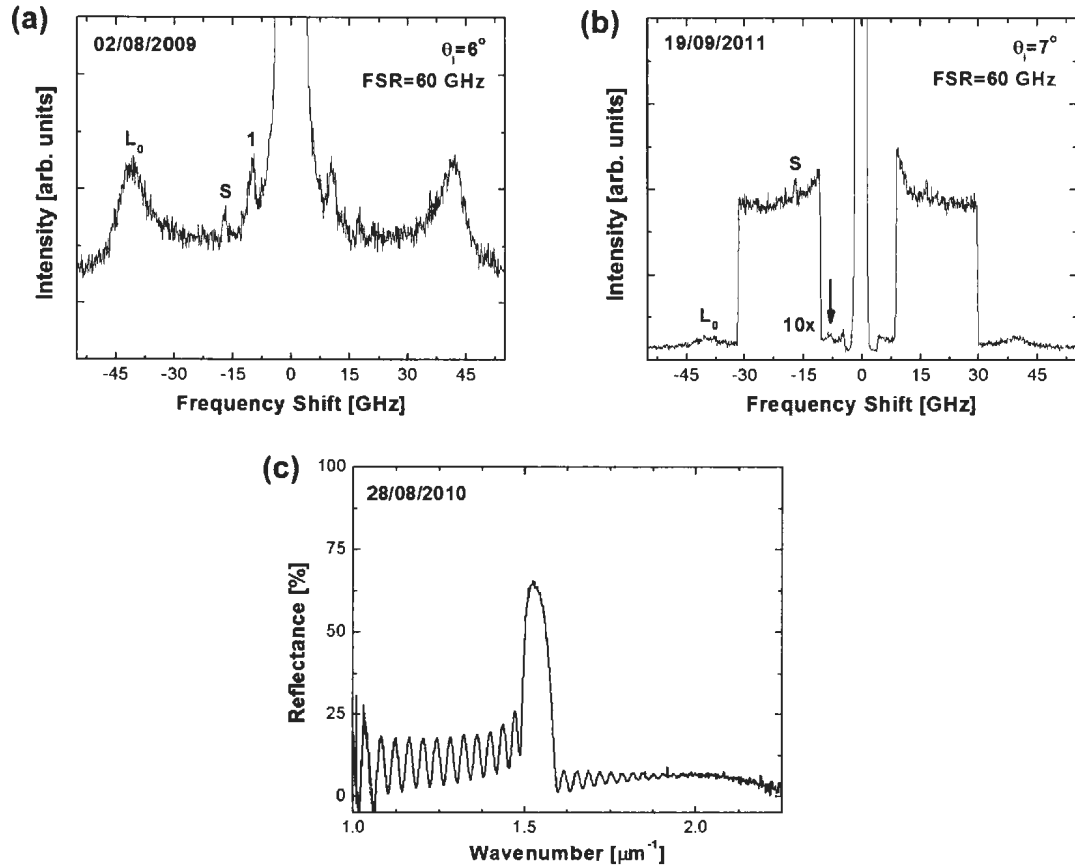 (a)
02/08/2009
θi=6°
FSR=60 GHz
L0
S
1
Intensity [arb. units]
-45 -30 -15 0 15 30 45
Frequency Shift [GHz]
(b)
19/09/2011
θi=7°
FSR=60 GHz
S
L0
10x
Intensity [arb. units]
-45 -30 -15 0 15 30 45
Frequency Shift [GHz]
(c)
28/08/2010
100
75
50
25
0
Reflectance [%]
1.0 1.5 2.0
Wavenumber [μm-1]